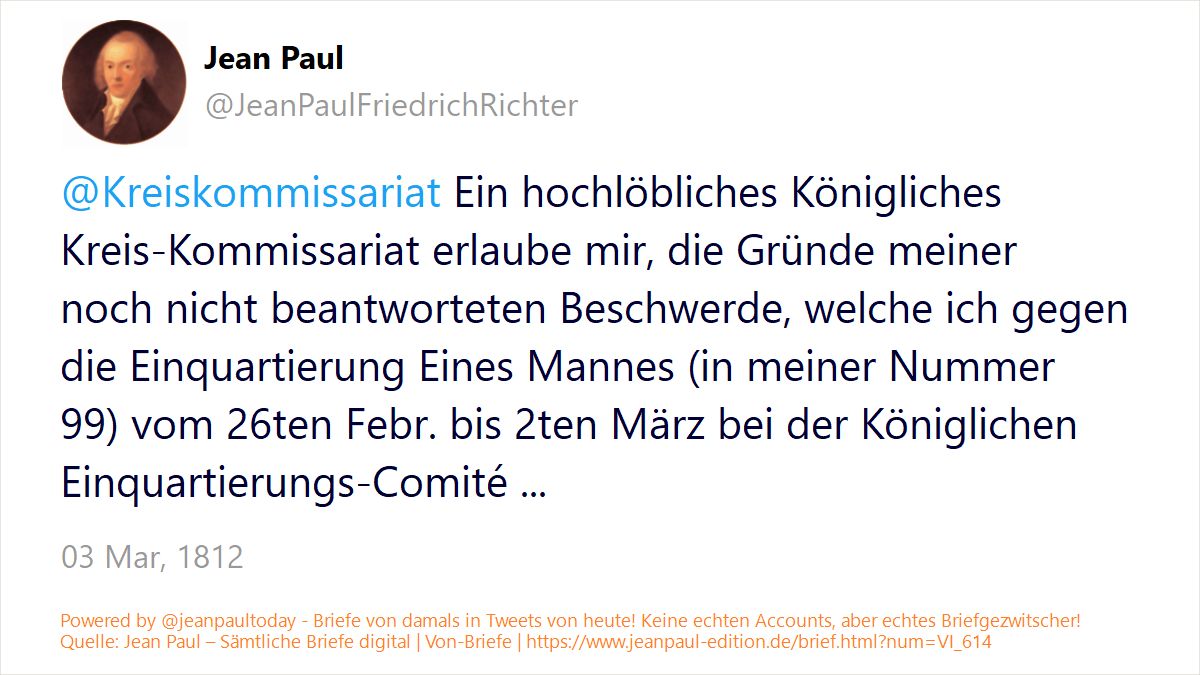 Jean Paul
@JeanPaulFriedrichRichter
@Kreiskommissariat Ein hochlöbliches Königliches
Kreis-Kommissariat erlaube mir, die Gründe meiner
noch nicht beantworteten Beschwerde, welche ich gegen
die Einquartierung Eines Mannes (in meiner Nummer
99) vom 26ten Febr. bis 2ten März bei der Königlichen
Einquartierungs-Comité ...
03 Mar, 1812
Powered by @jeanpaultoday - Briefe von damals in Tweets von heute! Keine echten Accounts, aber echtes Briefgezwitscher!
Quelle: Jean Paul – Sämtliche Briefe digital | Von-Briefe | https://www.jeanpaul-edition.de/brief.html?num=VI_614